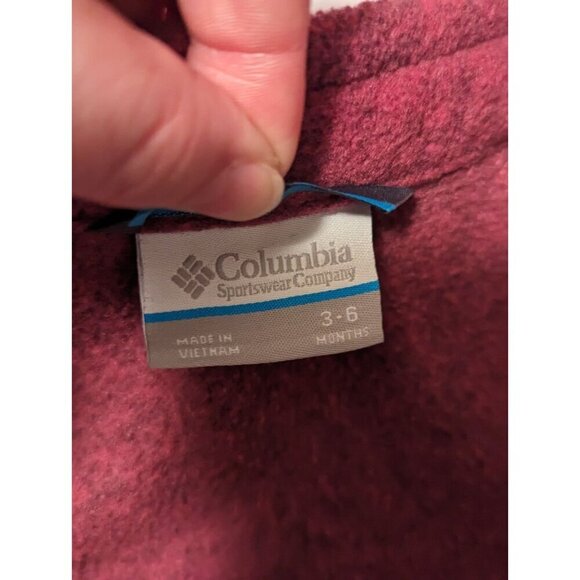 Columbia
Sportswear Company
3-6
MONTHS
MADE IN
VIETNAM